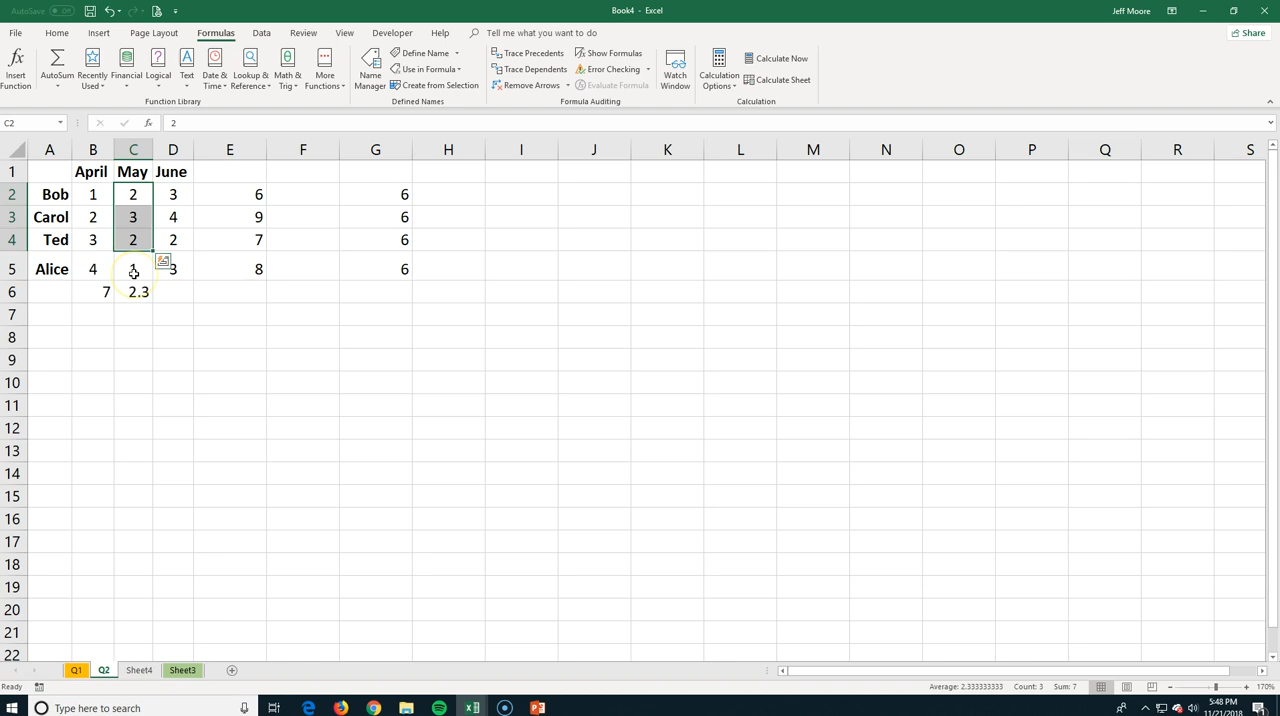 AutoSave Off
Book4 - Excel
Jeff Moore
File Home Insert Page Layout Formulas Data Review View Developer Help Tell me what you want to do Share
Insert Function
AutoSum
Recently Used
Financial
Logical
Text
Date & Time
Lookup & Reference
Math & Trig
More Functions
Function Library
Name Manager
Define Name
Use in Formula
Create from Selection
Defined Names
Trace Precedents
Trace Dependents
Remove Arrows
Show Formulas
Error Checking
Evaluate Formula
Formula Auditing
Watch Window
Calculation Options
Calculate Now
Calculate Sheet
Calculation
C2 fx 2
A B C D E F G H I J K L M N O P Q R S
1 April May June
2 Bob 1 2 3 6 6
3 Carol 2 3 4 9 6
4 Ted 3 2 2 7 6
5 Alice 4 1 3 8 6
6 7 2.3
7
8
9
10
11
12
13
14
15
16
17
18
19
20
21
22
Q1 Q2 Sheet4 Sheet3
Ready Average: 2.333333333 Count: 3 Sum: 7 170%
Type here to search
5:48 PM
11/21/2018